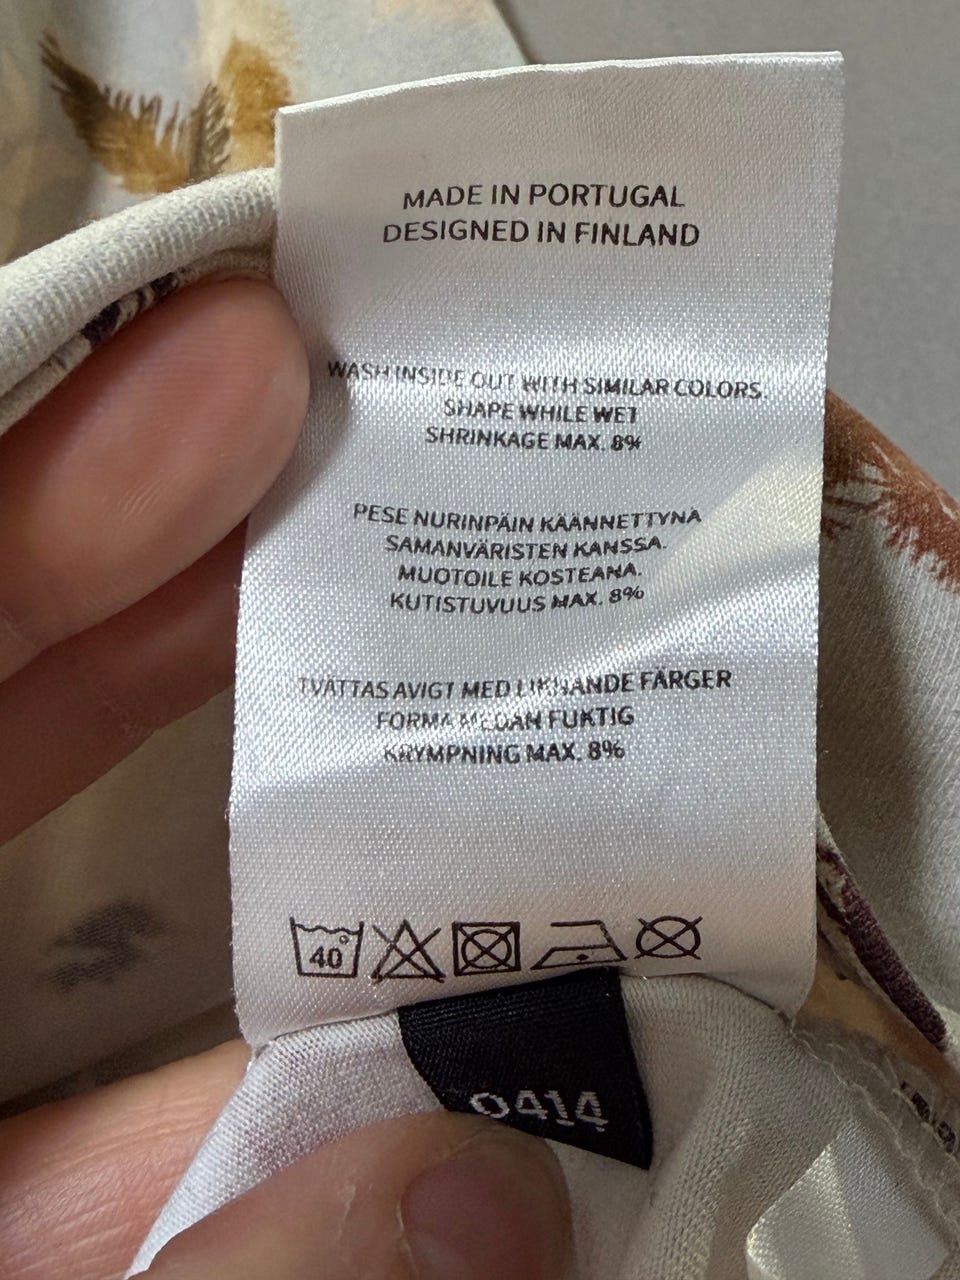 MADE IN PORTUGAL
DESIGNED IN FINLAND
WASH INSIDE OUT WITH SIMILAR COLORS
SHAPE WHILE WET
SHRINKAGE MAX. 8%
PESE NURINPÄIN KÄÄNNETTYNÄ
SAMANVÄRISTEN KANSSA.
MUOTOILE KOSTEANA.
KUTISTUVUUS MAX. 8%
TVÄTTAS AVIGT MED LIKNANDE FÄRGER
FORMA MEDAN FUKTIG
KRYMPNING MAX. 8%
40°
0414